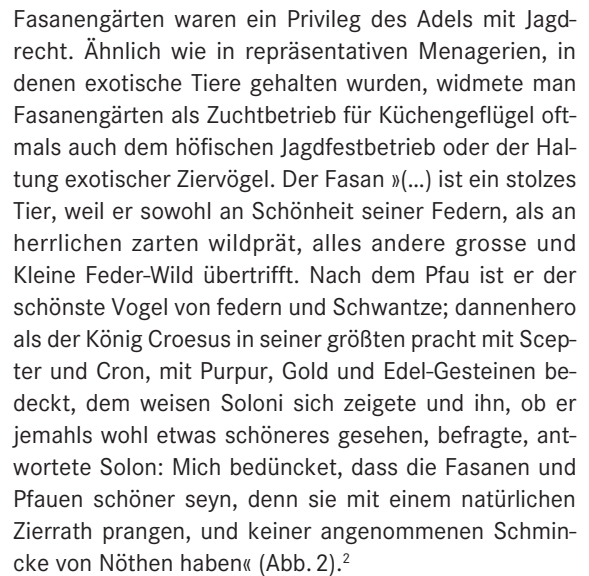 Fasanengärten waren ein Privileg des Adels mit Jagd-
recht. Ähnlich wie in repräsentativen Menagerien, in
denen exotische Tiere gehalten wurden, widmete man
Fasanengärten als Zuchtbetrieb für Küchengeflügel oft-
mals auch dem höfischen Jagdfestbetrieb oder der Hal-
tung exotischer Ziervögel. Der Fasan »(...) ist ein stolzes
Tier, weil er sowohl an Schönheit seiner Federn, als an
herrlichen zarten wildprät, alles andere grosse und
Kleine Feder-Wild übertrifft. Nach dem Pfau ist er der
schönste Vogel von federn und Schwantze; dannenhero
als der König Croesus in seiner größten pracht mit Scep-
ter und Cron, mit Purpur, Gold und Edel-Gesteinen be-
deckt, dem weisen Soloni sich zeigete und ihn, ob er
jemahls wohl etwas schöneres gesehen, befragte, ant-
wortete Solon: Mich bedüncket, dass die Fasanen und
Pfauen schöner seyn, denn sie mit einem natürlichen
Zierrath prangen, und keiner angenommenen Schmin-
cke von Nöthen haben« (Abb. 2).²